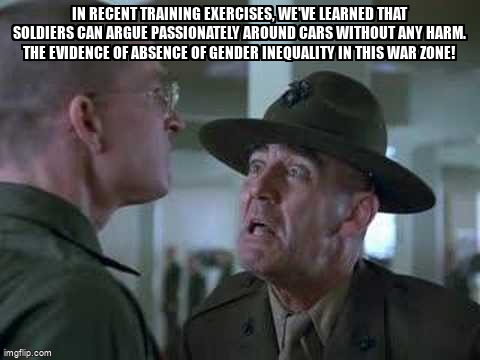 IN RECENT TRAINING EXERCISES, WE'VE LEARNED THAT
SOLDIERS CAN ARGUE PASSIONATELY AROUND CARS WITHOUT ANY HARM.
THE EVIDENCE OF ABSENCE OF GENDER INEQUALITY IN THIS WAR ZONE!
imgflip.com